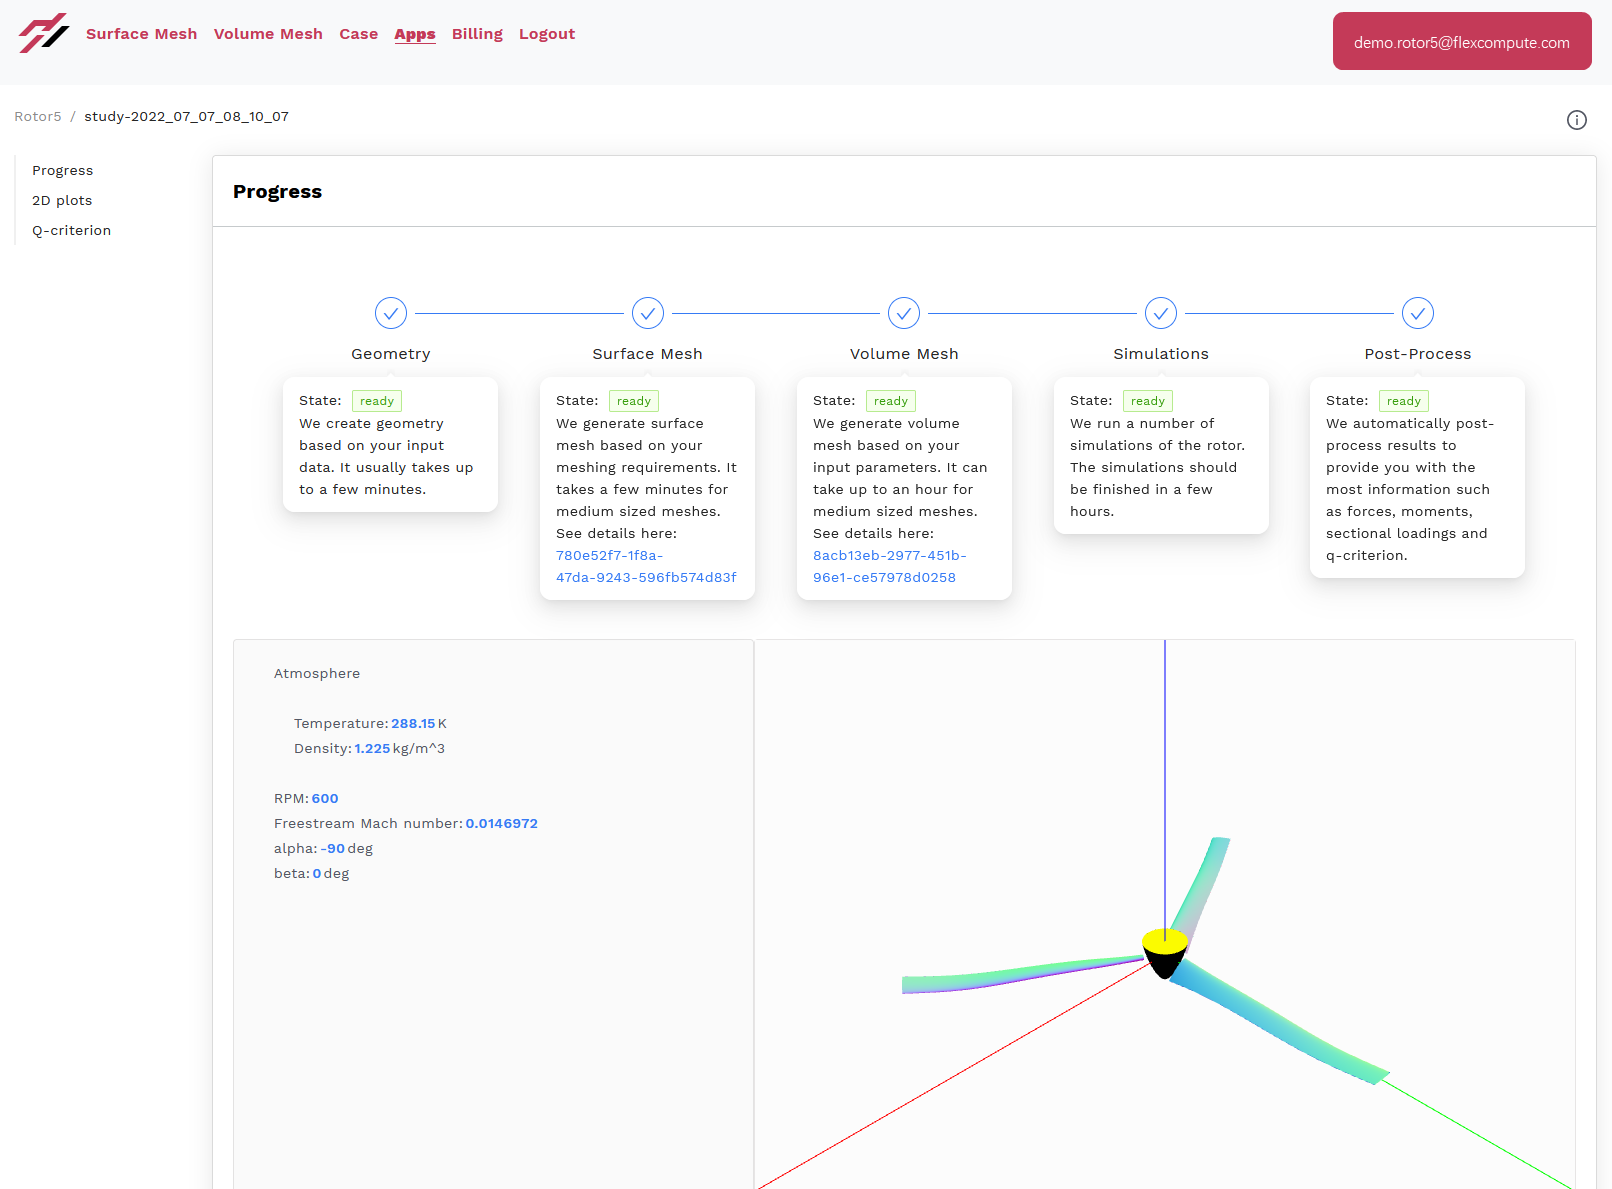 Surface Mesh Volume Mesh Case Apps Billing Logout
demo.rotor5@flexcompute.com
Rotor5 / study-2022_07_07_08_10_07
Progress
2D plots
Q-criterion
Progress
Geometry
State: ready
We create geometry
based on your input
data. It usually takes up
to a few minutes.
Surface Mesh
State: ready
We generate surface
mesh based on your
meshing requirements. It
takes a few minutes for
medium sized meshes.
See details here:
780e52f7-1f8a-
47da-9243-596fb574d83f
Volume Mesh
State: ready
We generate volume
mesh based on your
input parameters. It can
take up to an hour for
medium sized meshes.
See details here:
8acb13eb-2977-451b-
96e1-ce57978d0258
Simulations
State: ready
We run a number of
simulations of the rotor.
The simulations should
be finished in a few
hours.
Post-Process
State: ready
We automatically post-
process results to
provide you with the
most information such
as forces, moments,
sectional loadings and
q-criterion.
Atmosphere
Temperature: 288.15 K
Density: 1.225 kg/m^3
RPM: 600
Freestream Mach number: 0.0146972
alpha: -90 deg
beta: 0 deg